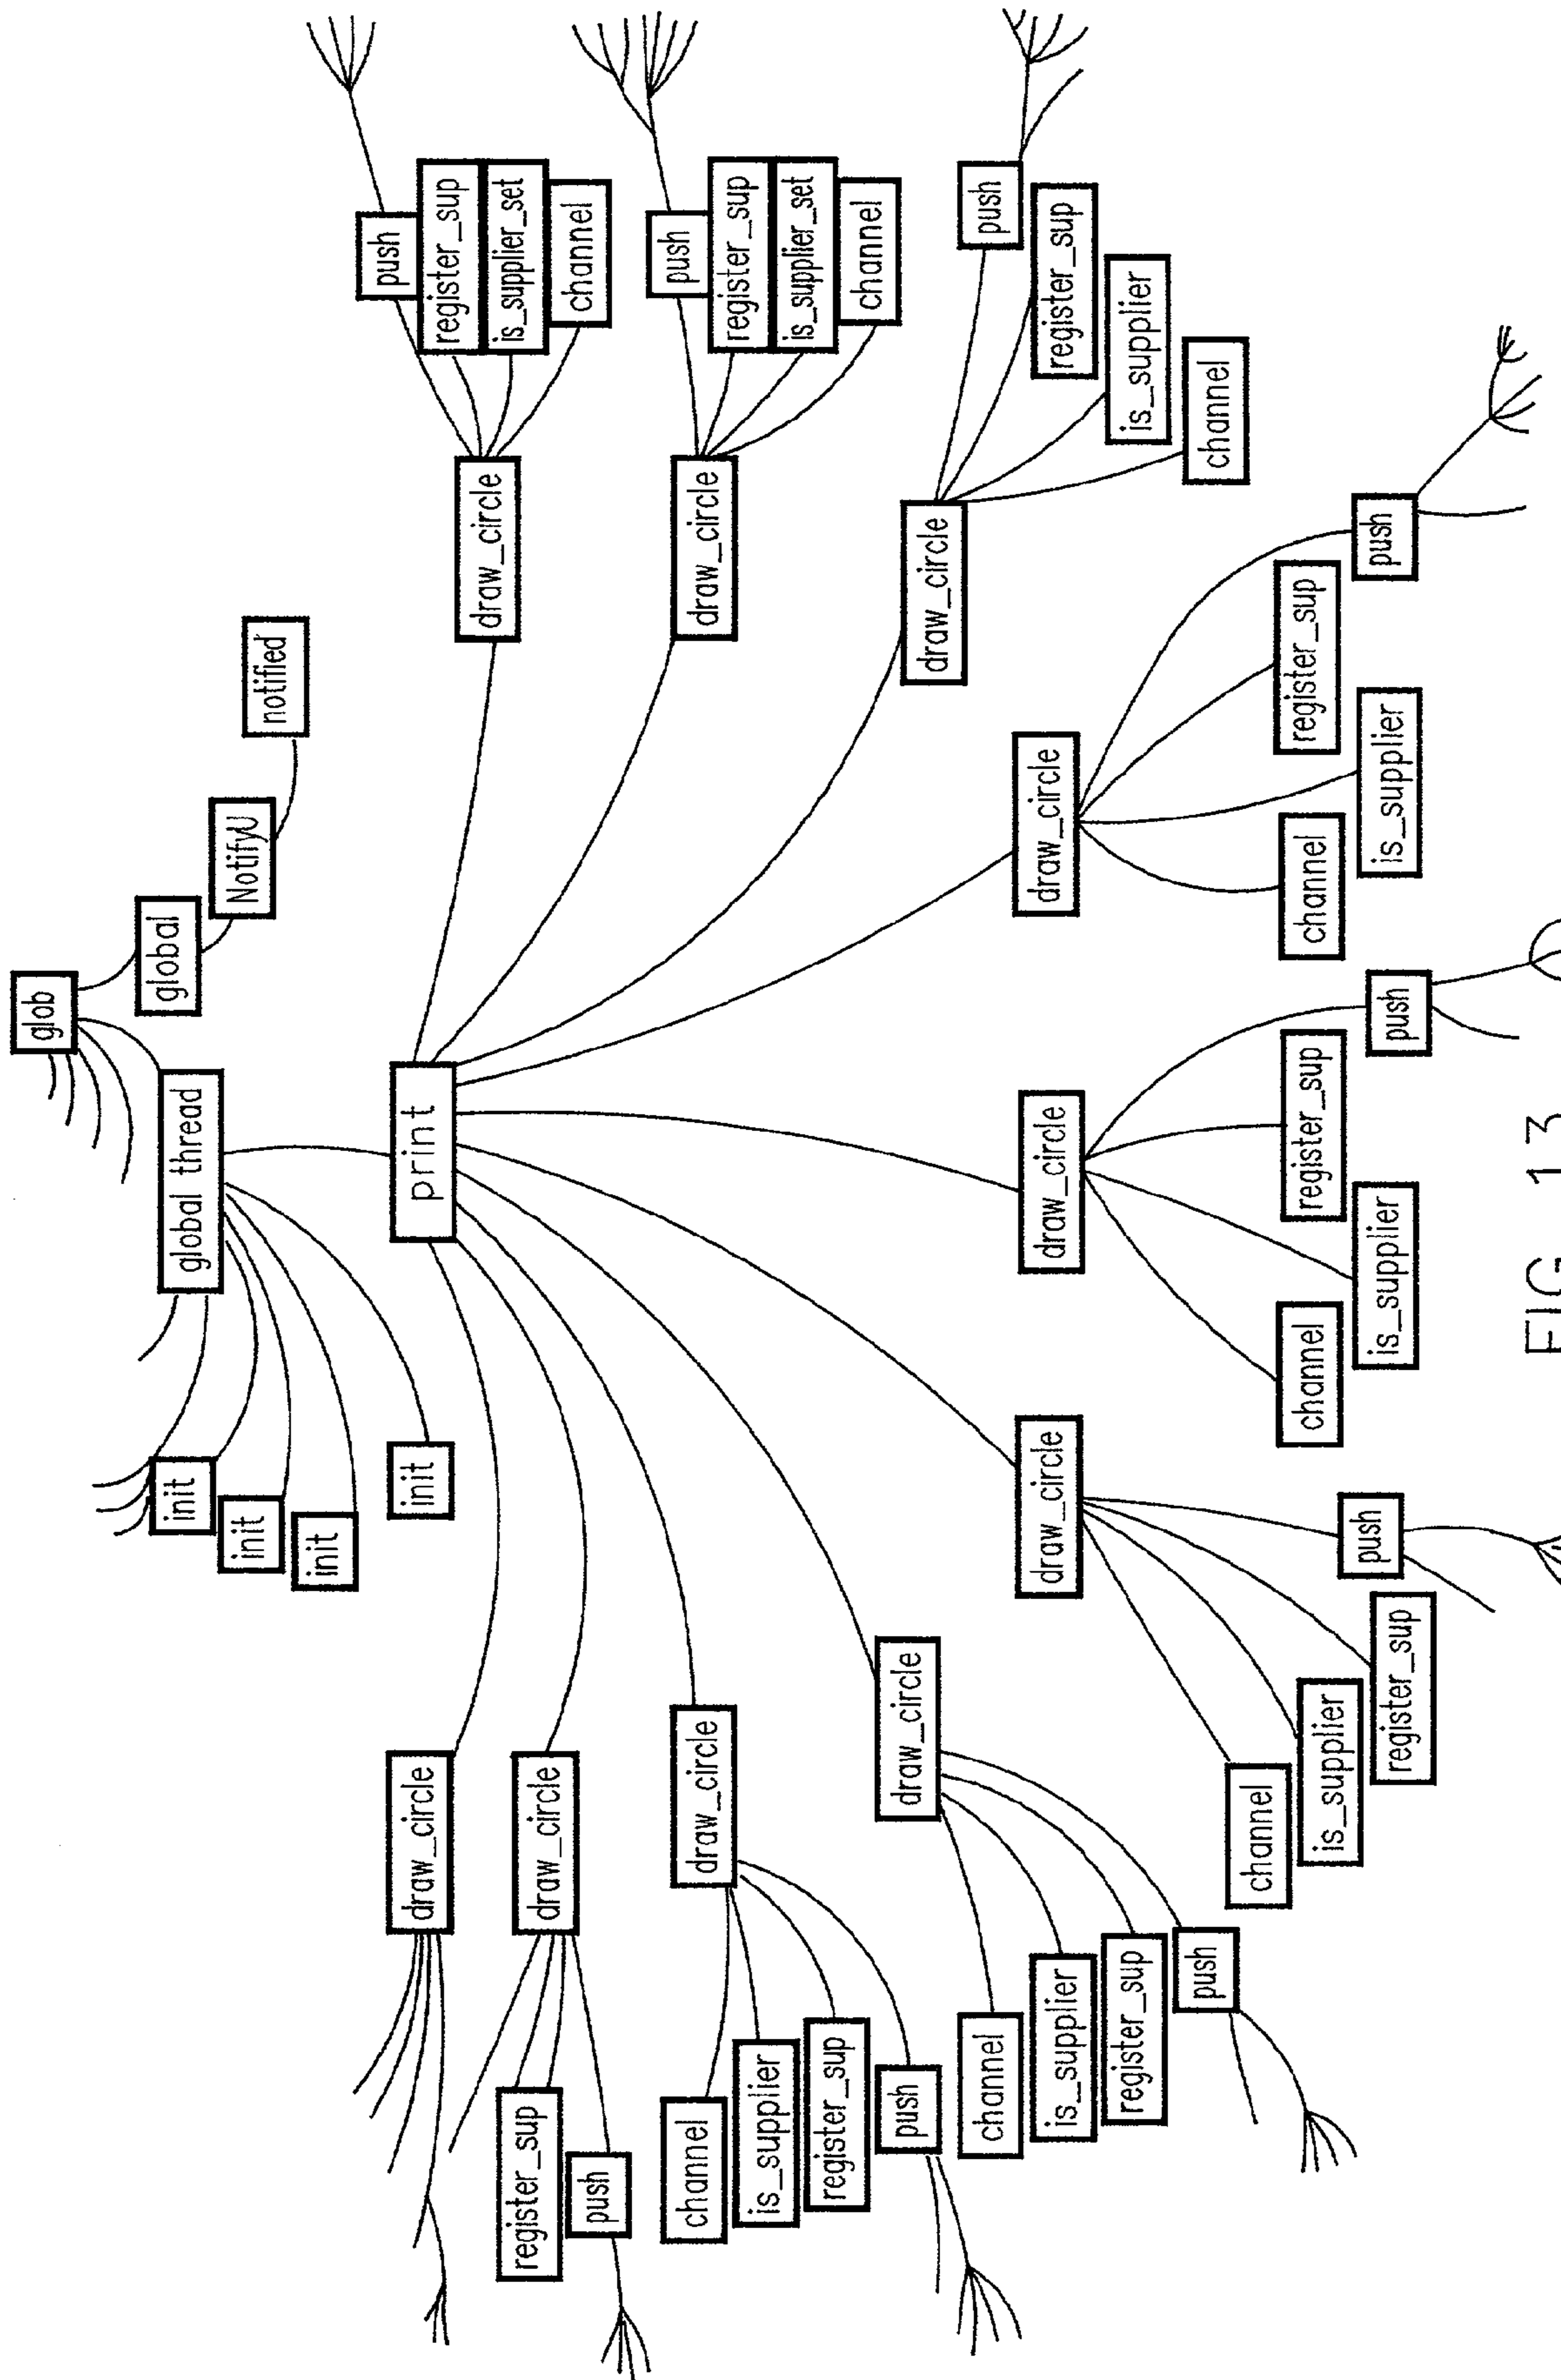 glob
init
global thread
global
init
NotifyU
notified
init
draw_circle
init
print
push
register_sup
draw_circle
is_supplier_set
register_sup
draw_circle
channel
push
push
channel
draw_circle
draw_circle
register_sup
is_supplier
is_supplier_set
register_sup
channel
push
draw_circle
draw_circle
channel
push
draw_circle
draw_circle
draw_circle
is_supplier
register_sup
register_sup
is_supplier
push
channel
channel
channel
register_sup
channel
register_sup
is_supplier
push
is_supplier
push
is_supplier
push
register_sup
FIG. 13